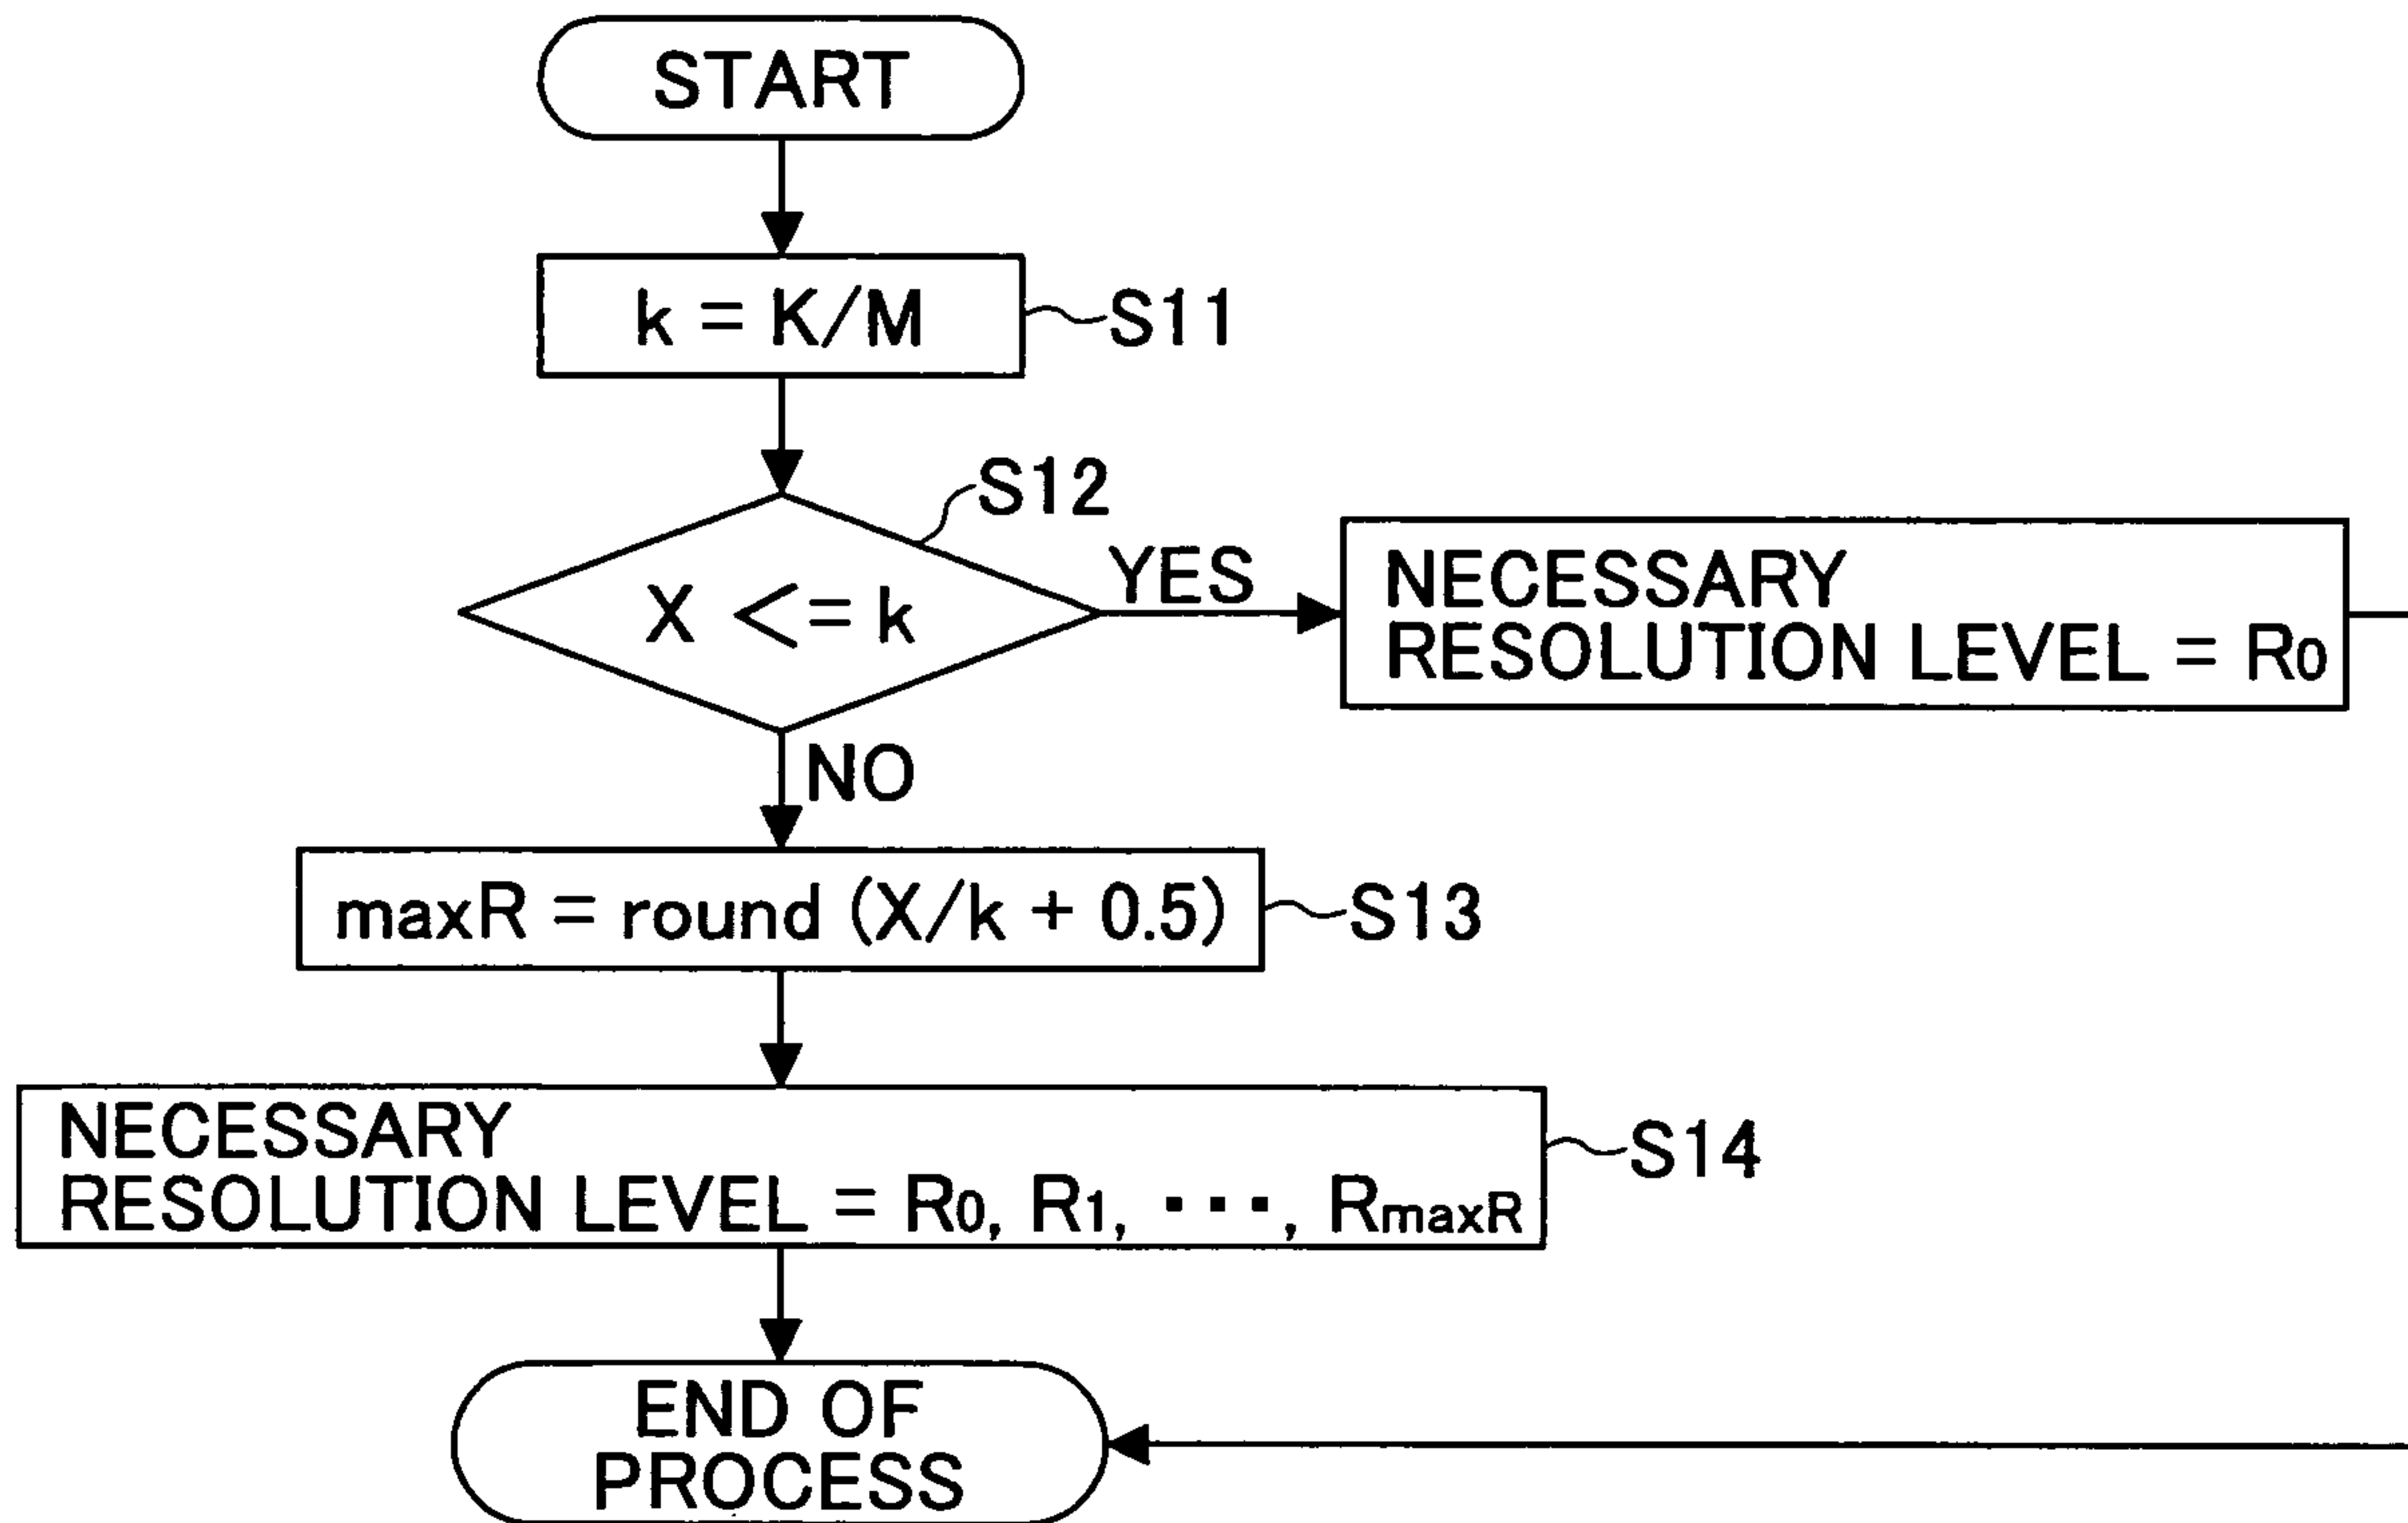 START
k = K/M
S11
S12
X <= k
YES
NECESSARY
RESOLUTION LEVEL = R0
NO
maxR = round (X/k + 0.5)
S13
NECESSARY
RESOLUTION LEVEL = R0, R1, ･･･, RmaxR
S14
END OF
PROCESS